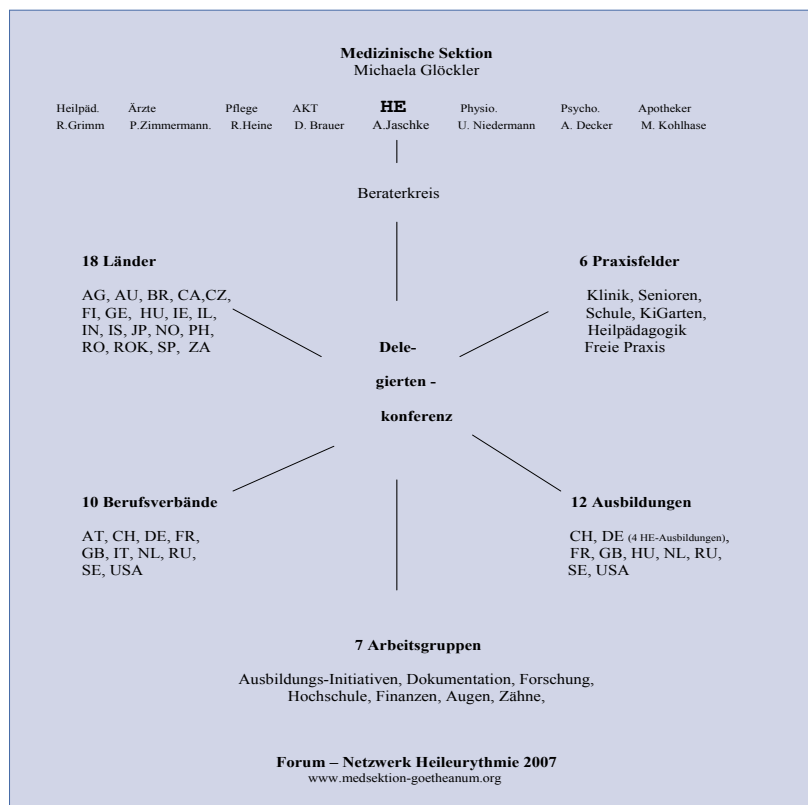 Medizinische Sektion
Michaela Glöckler
Heilpäd. Ärzte Pflege AKT HE Physio. Psycho. Apotheker
R.Grimm P.Zimmermann. R.Heine D. Brauer A.Jaschke U. Niedermann A. Decker M. Kohlhase
Beraterkreis
18 Länder
AG, AU, BR, CA,CZ,
FI, GE, HU, IE, IL,
IN, IS, JP, NO, PH,
RO, ROK, SP, ZA
6 Praxisfelder
Klinik, Senioren,
Schule, KiGarten,
Heilpädagogik
Freie Praxis
Dele-
gierten -
konferenz
10 Berufsverbände
AT, CH, DE, FR,
GB, IT, NL, RU,
SE, USA
12 Ausbildungen
CH, DE (4 HE-Ausbildungen),
FR, GB, HU, NL, RU,
SE, USA
7 Arbeitsgruppen
Ausbildungs-Initiativen, Dokumentation, Forschung,
Hochschule, Finanzen, Augen, Zähne,
Forum – Netzwerk Heileurythmie 2007
www.medsektion-goetheanum.org